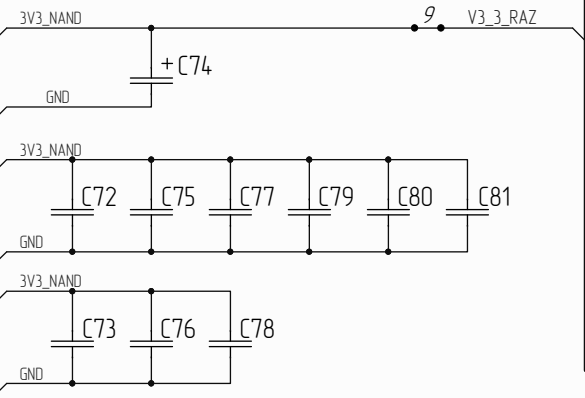 3V3_NAND 9 V3_3_RAZ
+ C74
GND
3V3_NAND
C72 C75 C77 C79 C80 C81
GND
3V3_NAND
C73 C76 C78
GND